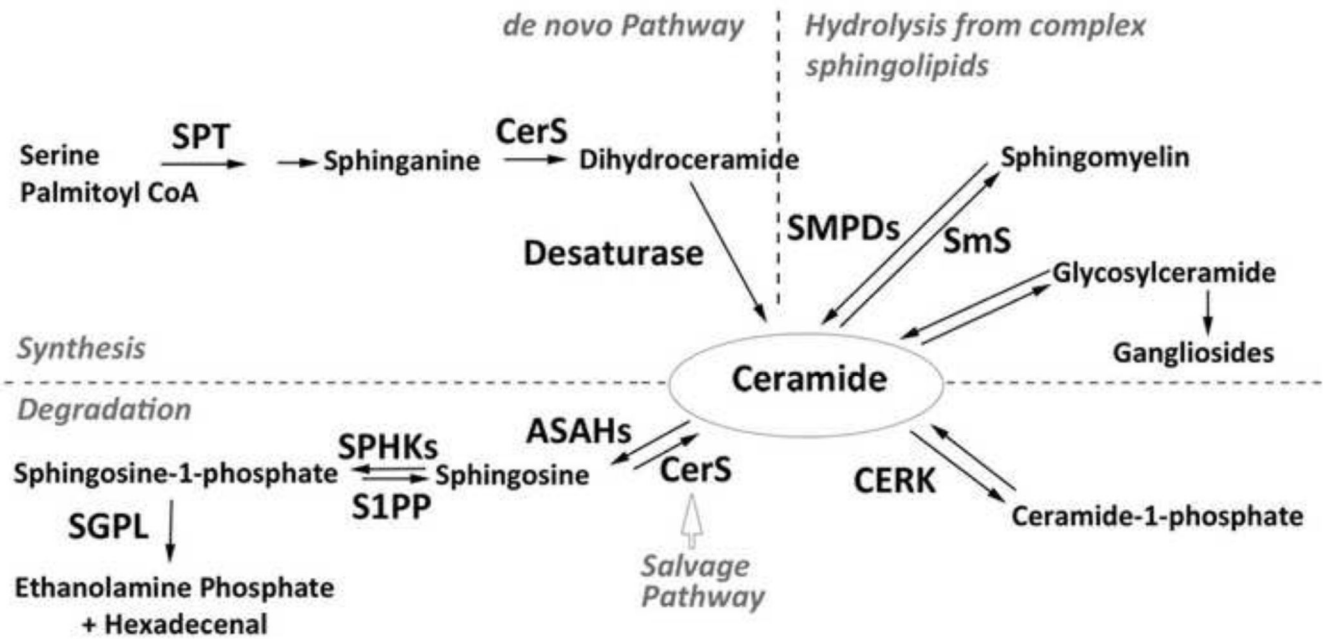 de novo Pathway
Hydrolysis from complex
sphingolipids
SPT
CerS
Serine
Palmitoyl CoA
Sphinganine
Dihydroceramide
Sphingomyelin
Desaturase
SMPDs
SmS
Glycosylceramide
Gangliosides
Synthesis
Ceramide
Degradation
ASAHs
SPHKs
Sphingosine-1-phosphate
Sphingosine
CerS
CERK
S1PP
SGPL
Ceramide-1-phosphate
Salvage
Pathway
Ethanolamine Phosphate
+ Hexadecenal